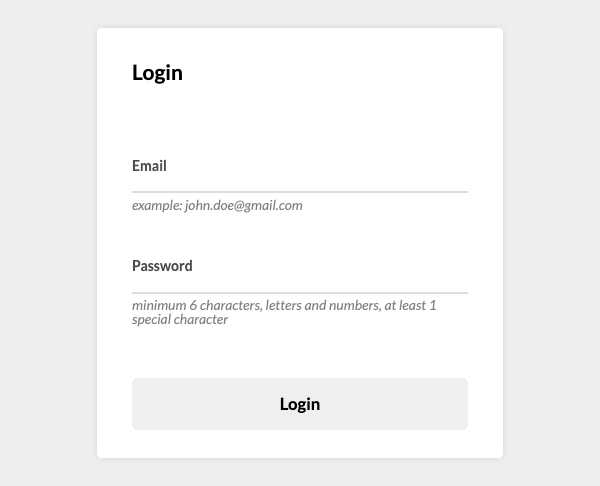 Login
Email
example: john.doe@gmail.com
Password
minimum 6 characters, letters and numbers, at least 1
special character
Login